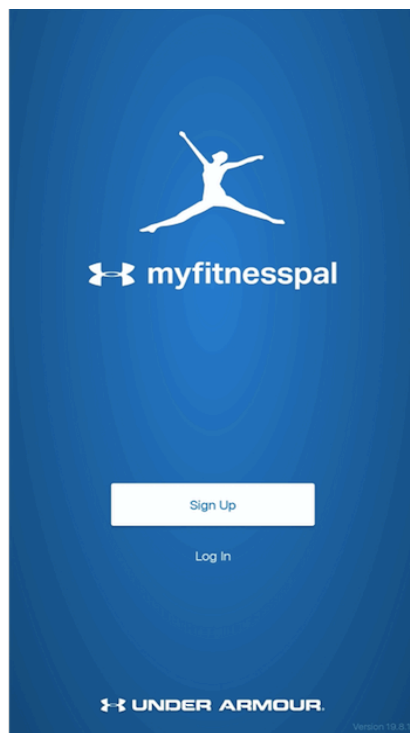 myfitnesspal
Sign Up
Log In
UNDER ARMOUR.
Version 19.8.1